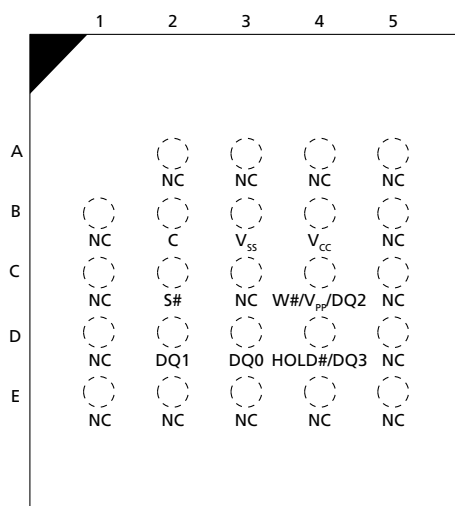 1 2 3 4 5
A
NC NC NC NC
B
NC C VSS VCC NC
C
NC S# NC W#/VPP/DQ2 NC
D
NC DQ1 DQ0 HOLD#/DQ3 NC
E
NC NC NC NC NC